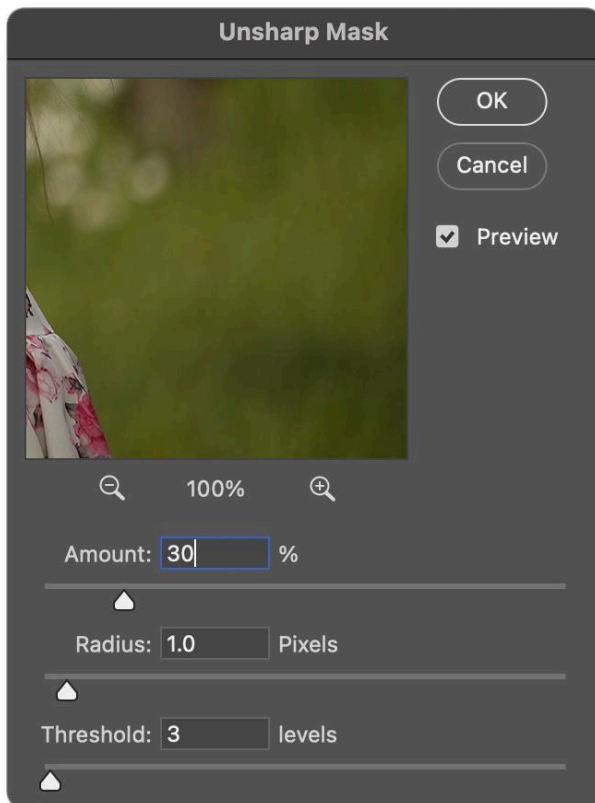 Unsharp Mask
OK
Cancel
Preview
100%
Amount: 30 %
Radius: 1.0 Pixels
Threshold: 3 levels